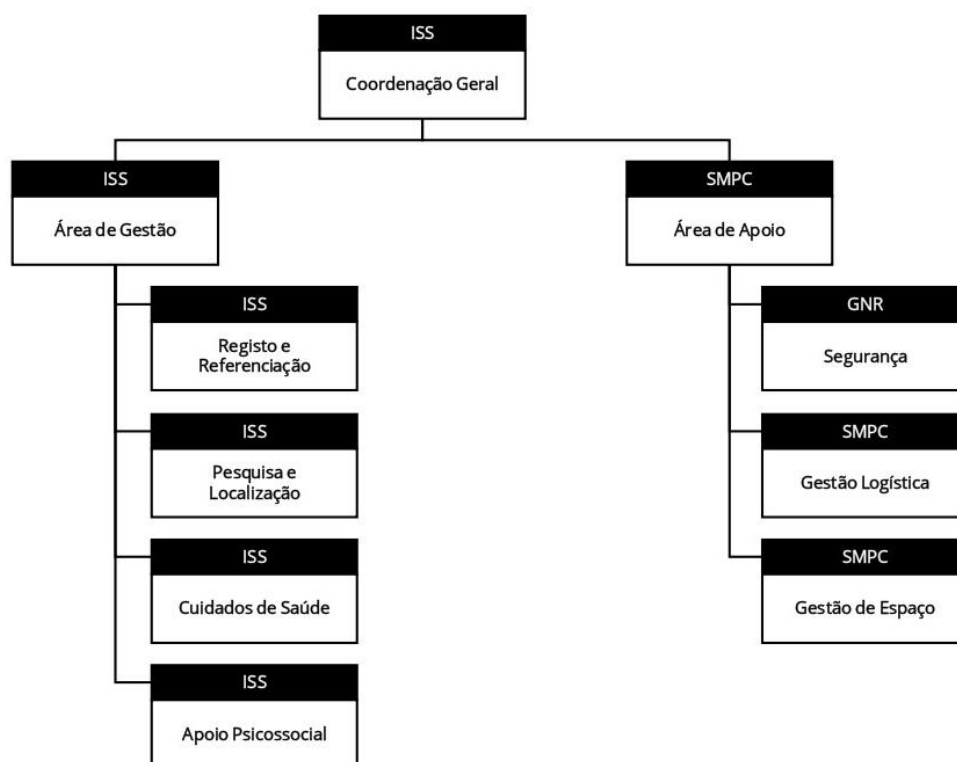 ISS
Coordenação Geral
ISS
Área de Gestão
SMPC
Área de Apoio
ISS
Registo e
Referenciação
ISS
Pesquisa e
Localização
ISS
Cuidados de Saúde
ISS
Apoio Psicossocial
GNR
Segurança
SMPC
Gestão Logística
SMPC
Gestão de Espaço